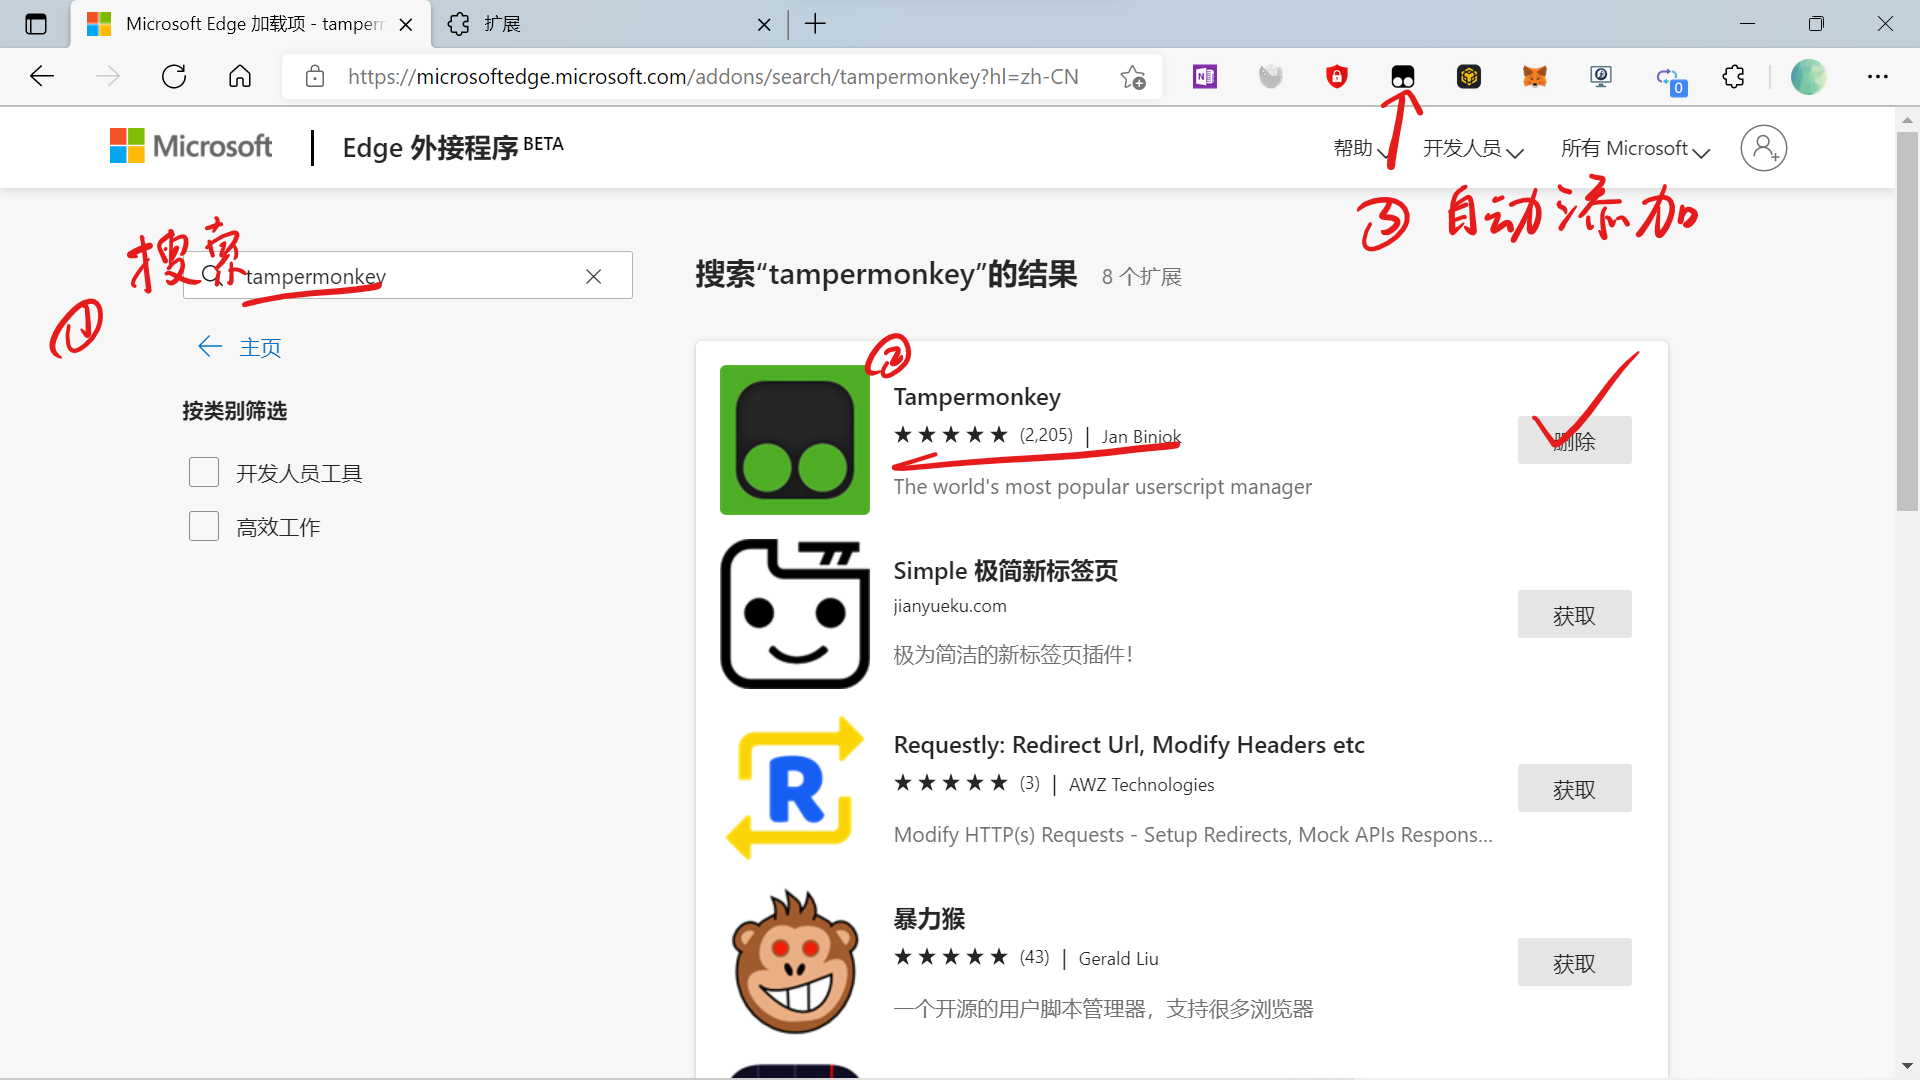 Microsoft Edge 加载项 - tamperm
扩展
https://microsoftedge.microsoft.com/addons/search/tampermonkey?hl=zh-CN
0
Microsoft
Edge 外接程序 BETA
帮助
开发人员
所有 Microsoft
③ 自动添加
① 搜索
tampermonkey
搜索“tampermonkey”的结果 8 个扩展
主页
按类别筛选
开发人员工具
高效工作
②
Tampermonkey
(2,205) | Jan Biniok
The world's most popular userscript manager
删除
Simple 极简新标签页
jianyueku.com
极为简洁的新标签页插件！
获取
Requestly: Redirect Url, Modify Headers etc
(3) | AWZ Technologies
Modify HTTP(s) Requests - Setup Redirects, Mock APIs Respons...
获取
暴力猴
(43) | Gerald Liu
一个开源的用户脚本管理器，支持很多浏览器
获取